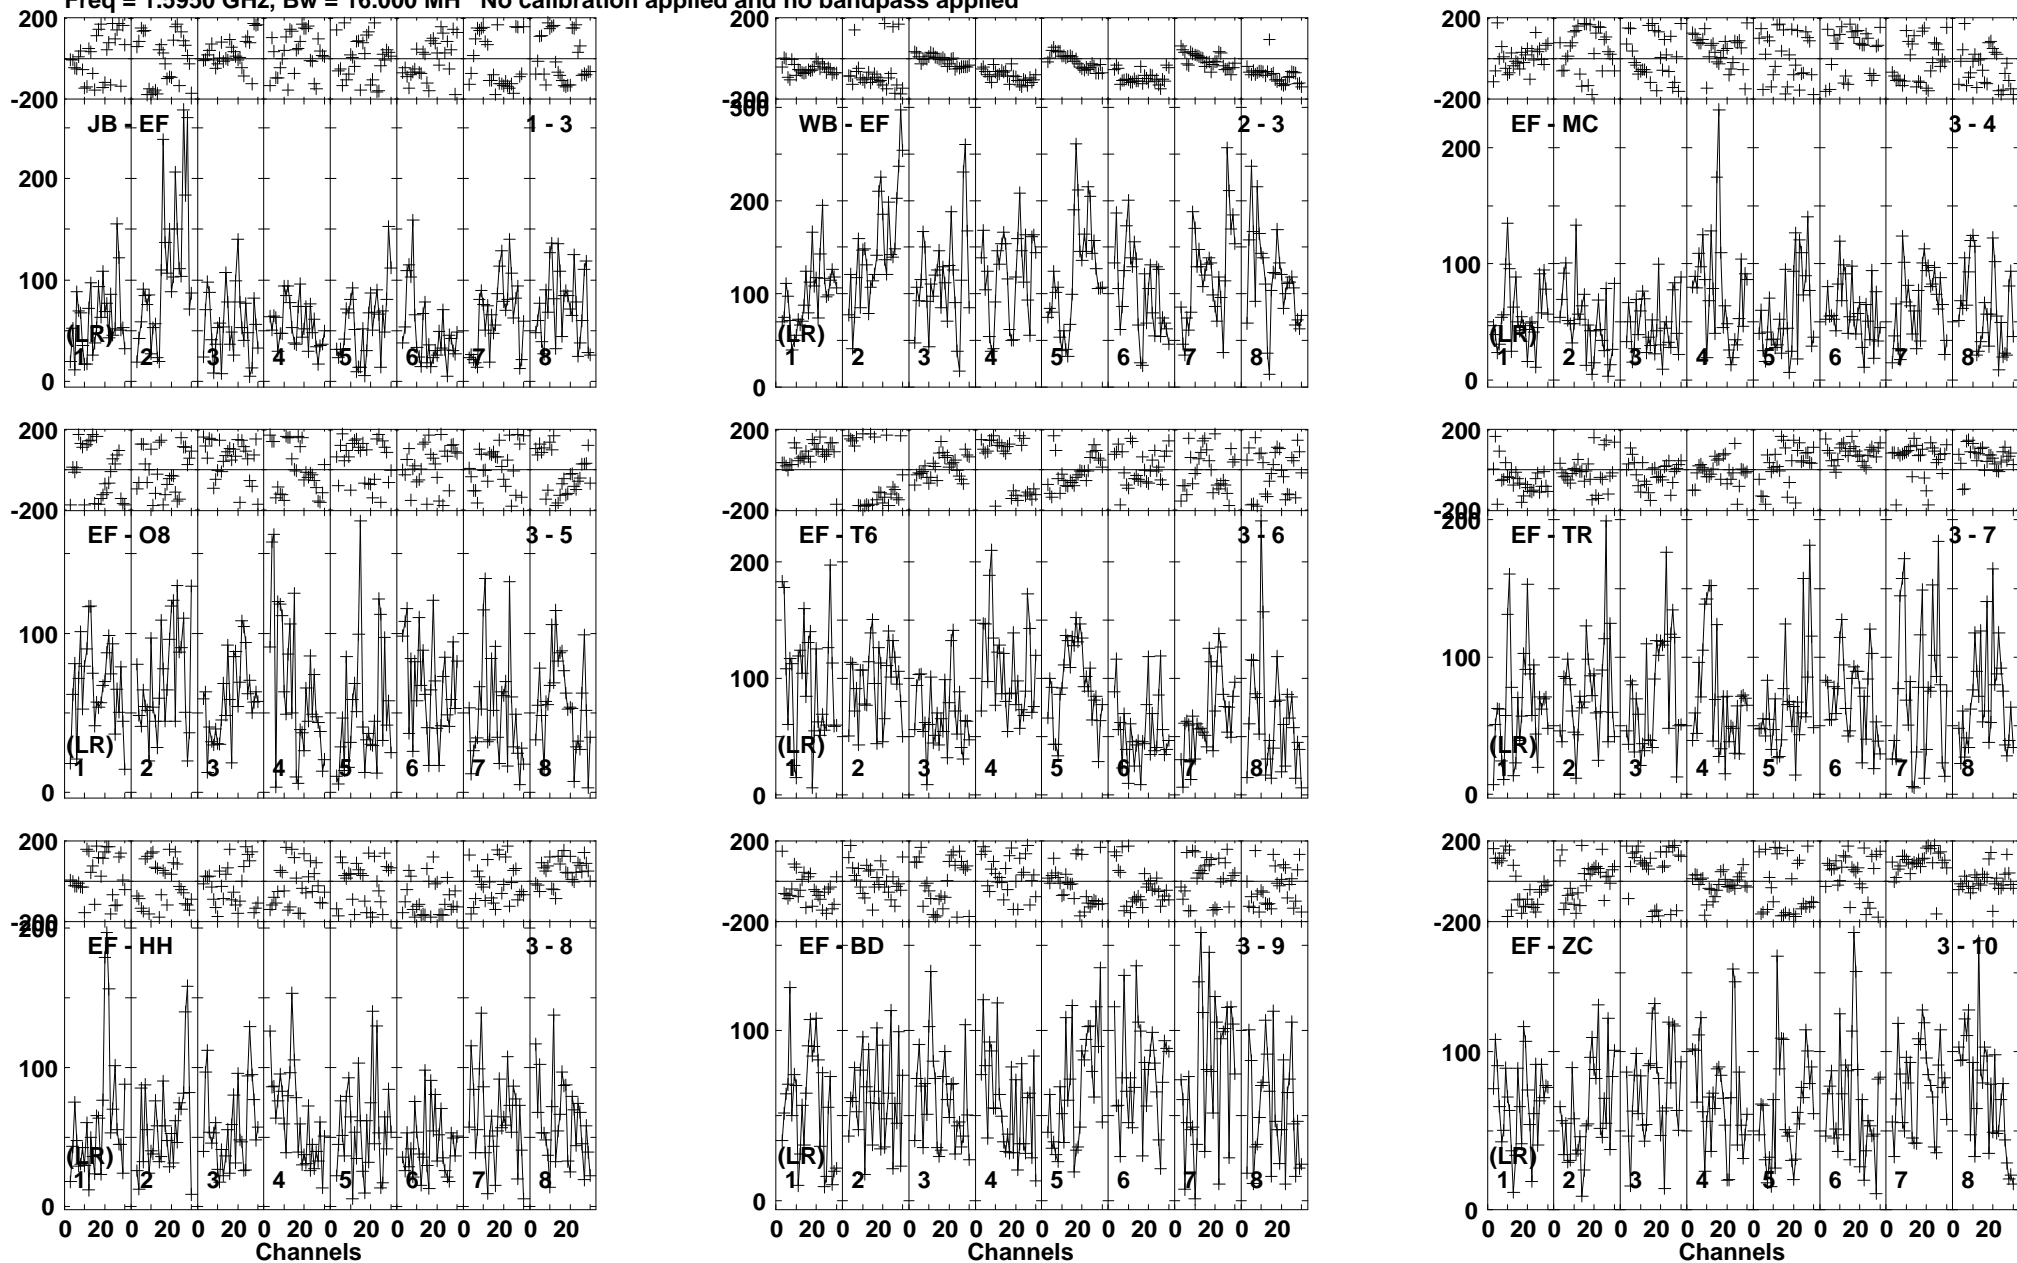 Freq = 1.5950 GHz, Bw = 16.000 MH No calibration applied and no bandpass applied
200 200 200
-200 -200 -200
300
JB - EF 1 - 3 WB - EF 2 - 3 EF - MC 3 - 4
200 200 200
100 100 100
(LR) (LR) (LR)
1 2 3 4 5 6 7 8 1 2 3 4 5 6 7 8 1 2 3 4 5 6 7 8
0 0 0
200 200 200
-200 -200 -200
200
EF - O8 3 - 5 EF - T6 3 - 6 EF - TR 3 - 7
200
100 100 100
(LR) (LR) (LR)
1 2 3 4 5 6 7 8 1 2 3 4 5 6 7 8 1 2 3 4 5 6 7 8
0 0 0
200 200 200
-200 -200 -200
200
EF - HH 3 - 8 EF - BD 3 - 9 EF - ZC 3 - 10
100 100 100
(LR) (LR) (LR)
1 2 3 4 5 6 7 8 1 2 3 4 5 6 7 8 1 2 3 4 5 6 7 8
0 0 0
0 20 0 20 0 20 0 20 0 20 0 20 0 20 0 20 0 20 0 20 0 20 0 20 0 20 0 20 0 20 0 20 0 20 0 20 0 20 0 20 0 20 0 20 0 20 0 20
Channels Channels Channels